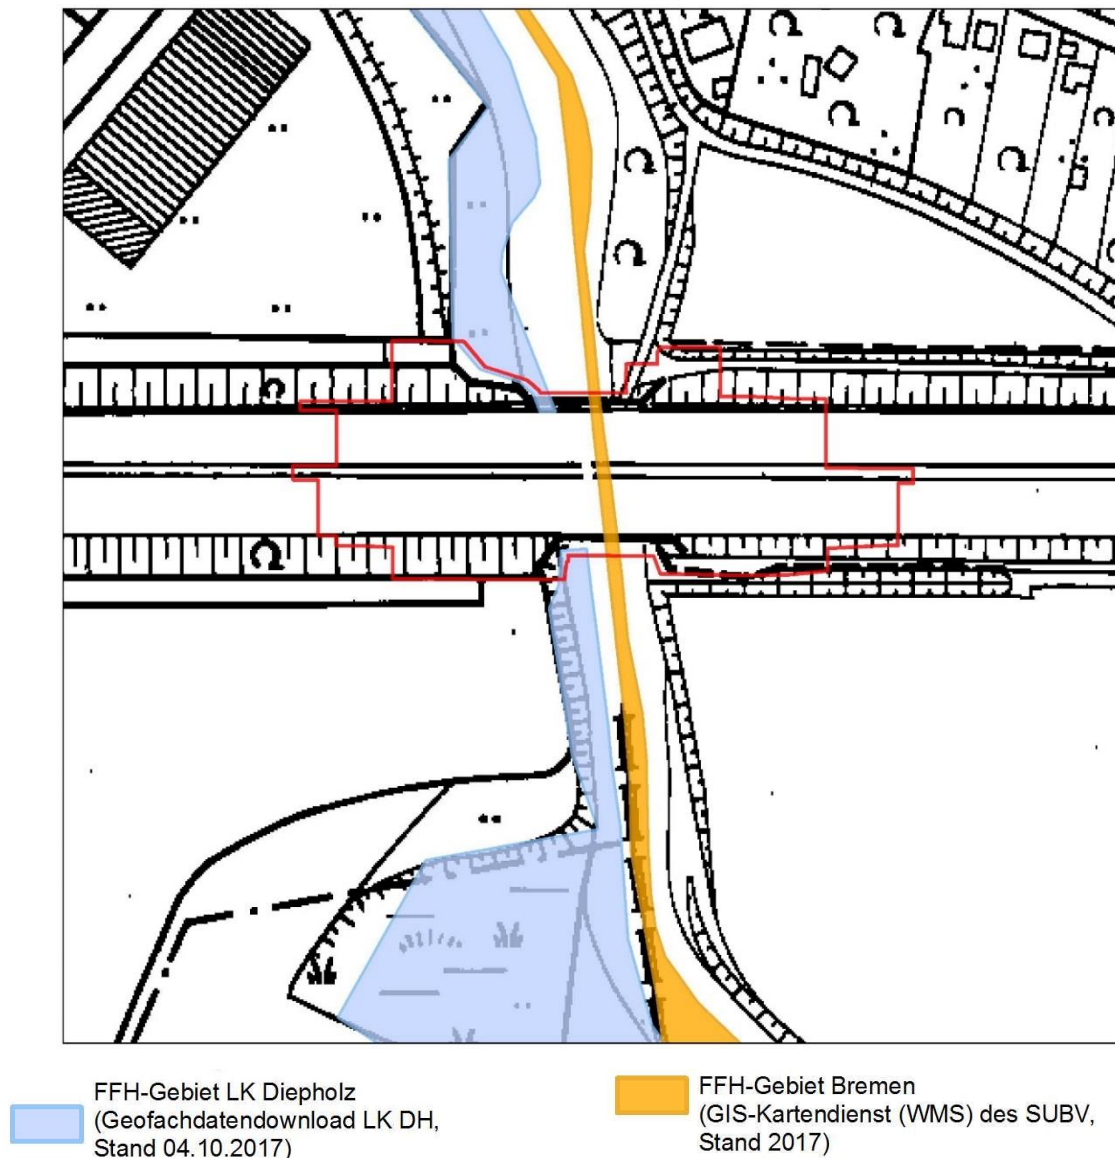 FFH-Gebiet LK Diepholz
(Geofachdatendownload LK DH,
Stand 04.10.2017)
FFH-Gebiet Bremen
(GIS-Kartendienst (WMS) des SUBV,
Stand 2017)